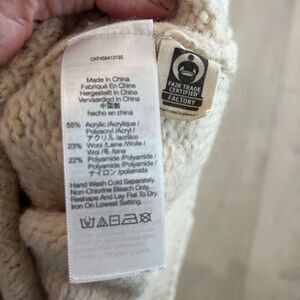 CKF458413193
Made In China
Fabriqué En Chine
Hergestellt In China
Vervaardigd In China
中国製
hecho en china
55% Acrylic /Acrylique /
Polyacryl /Acryl /
アクリル /acrílico
23% Wool /Laine /Wolle /
Wol /毛 /lana
22% Polyamide /Polyamide /
Polyamide /Polyamide /
ナイロン /poliamida
Hand Wash Cold Separately.
Non-Chlorine Bleach Only.
Reshape And Lay Flat To Dry.
Iron On Lowest Setting.
FAIR TRADE
CERTIFIED
FACTORY